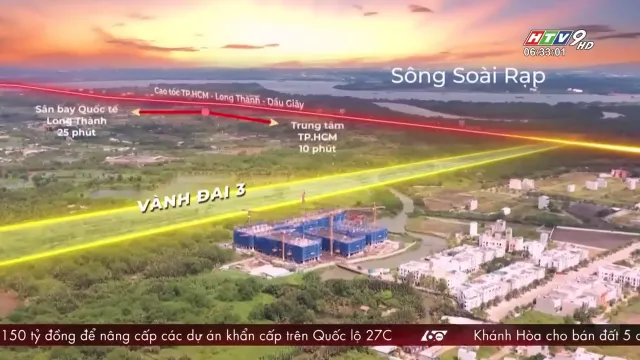 HTV9 HD
06:33:01
Sông Soài Rạp
Cao tốc TP.HCM - Long Thành - Dầu Giây
Sân bay Quốc tế
Long Thành
25 phút
Trung tâm
TP.HCM
10 phút
VÀNH ĐAI 3
150 tỷ đồng để nâng cấp các dự án khẩn cấp trên Quốc lộ 27C
Khánh Hòa cho bán đất 5